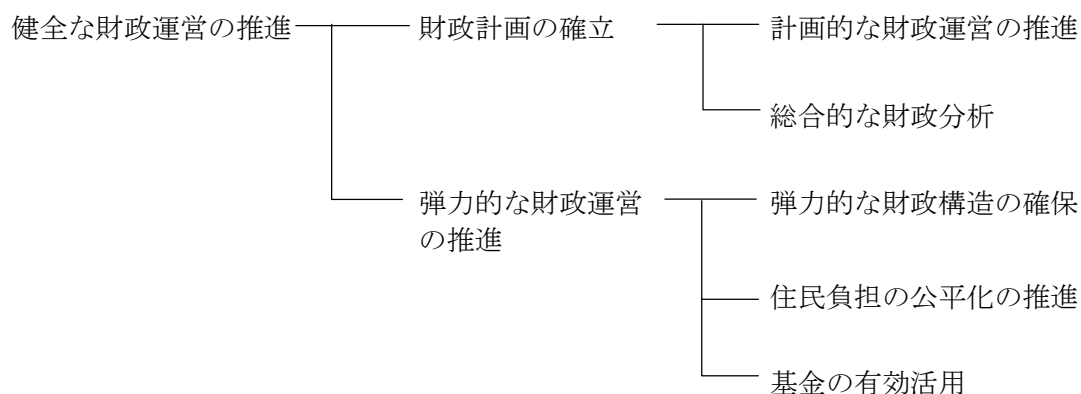 健全な財政運営の推進
財政計画の確立
計画的な財政運営の推進
総合的な財政分析
弾力的な財政運営
の推進
弾力的な財政構造の確保
住民負担の公平化の推進
基金の有効活用